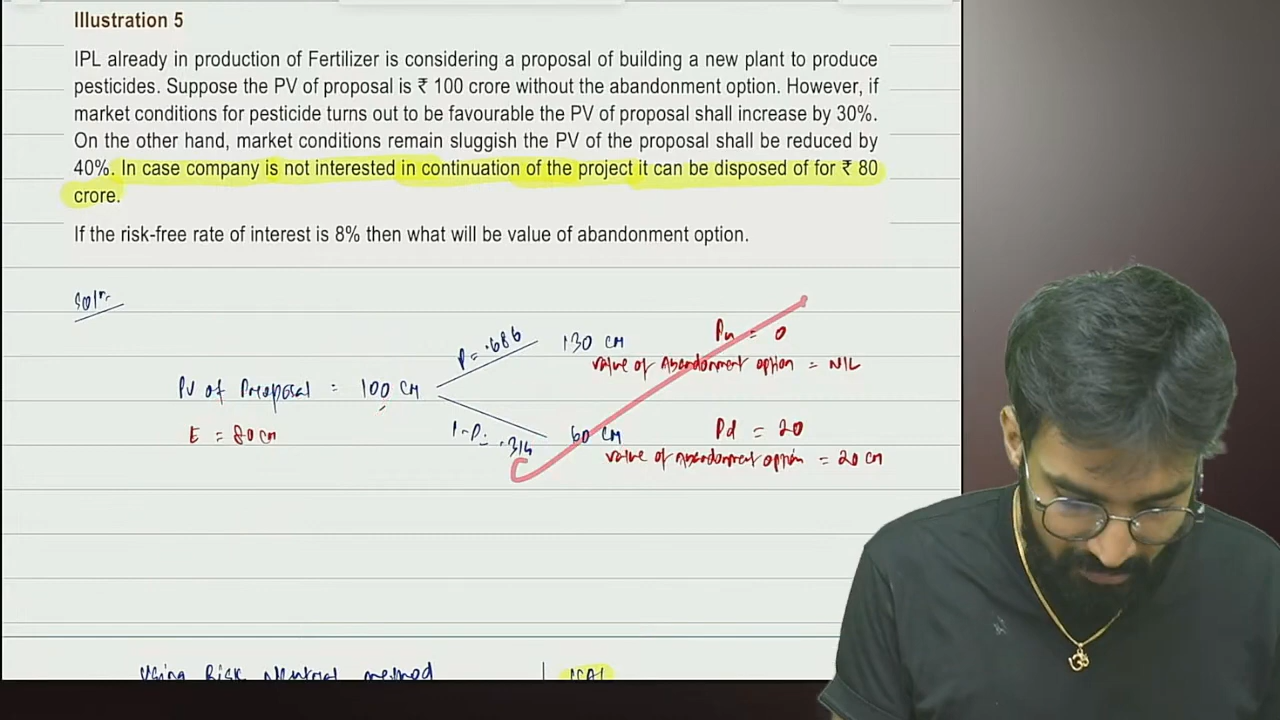 Illustration 5
IPL already in production of Fertilizer is considering a proposal of building a new plant to produce
pesticides. Suppose the PV of proposal is ₹ 100 crore without the abandonment option. However, if
market conditions for pesticide turns out to be favourable the PV of proposal shall increase by 30%.
On the other hand, market conditions remain sluggish the PV of the proposal shall be reduced by
40%. In case company is not interested in continuation of the project it can be disposed of for ₹ 80
crore.
If the risk-free rate of interest is 8% then what will be value of abandonment option.
Soln.
P = .686 130 Cr Pu = 0
value of Abandonment option = NIL
PV of Proposal = 100 Cr
E = 80 Cr 1-P = .314 60 Cr Pd = 20
value of Abandonment option = 20 Cr
Using Risk Neutral method